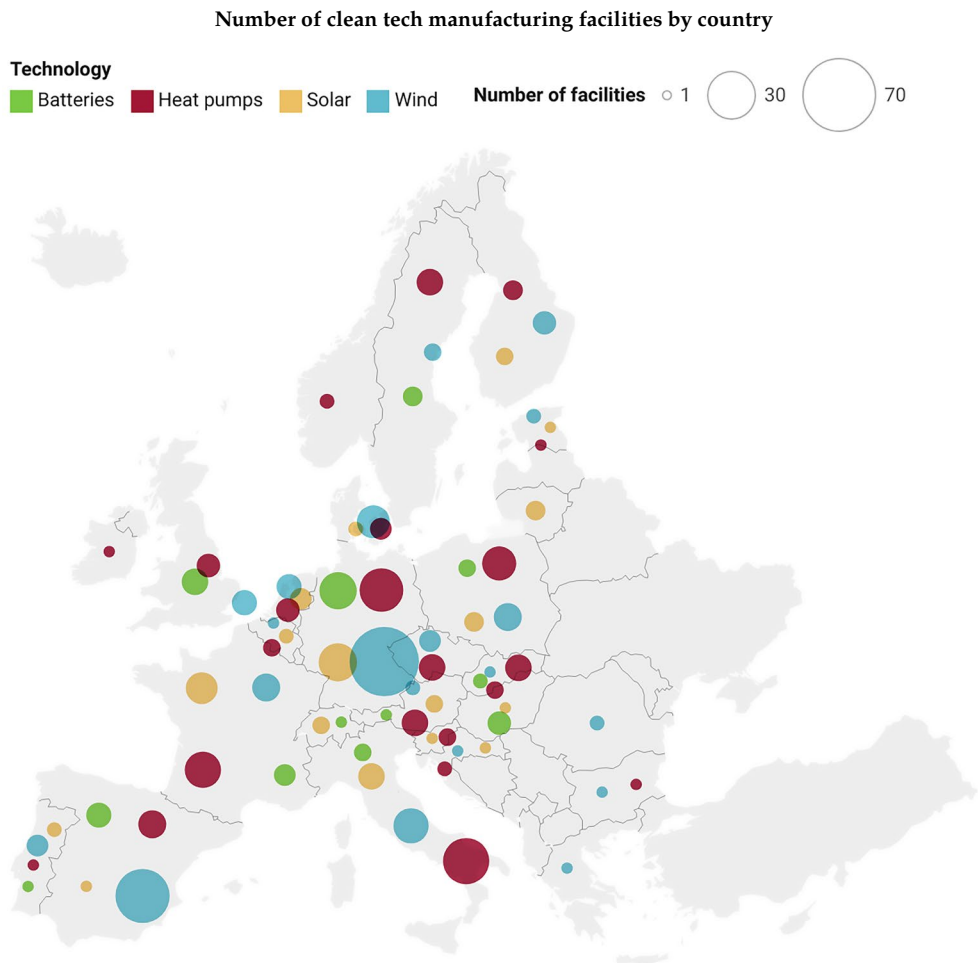 Number of clean tech manufacturing facilities by country
Technology
Batteries Heat pumps Solar Wind Number of facilities 1 30 70